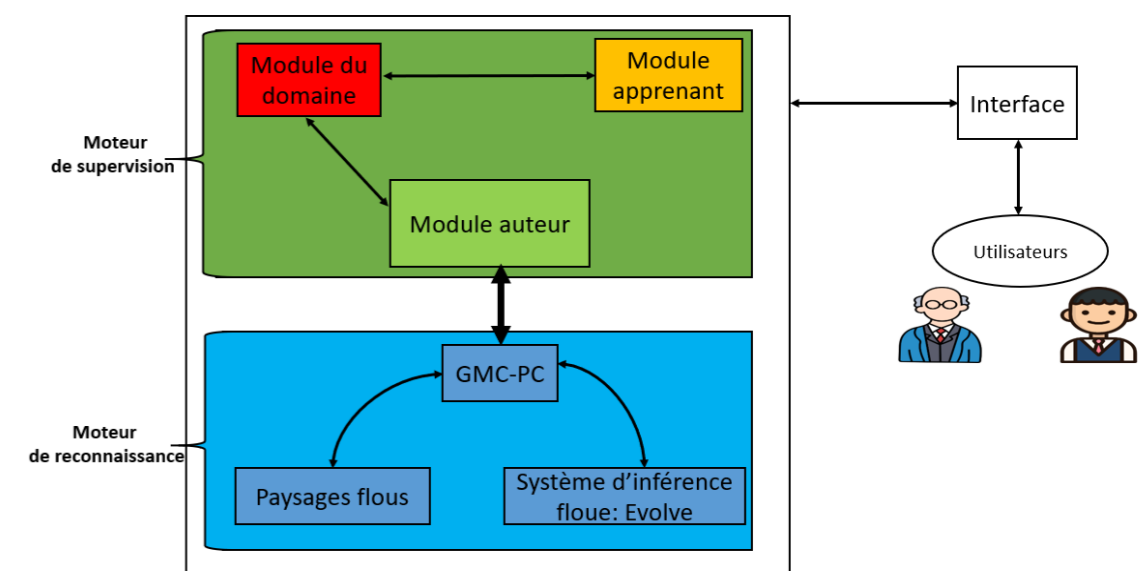 Module du
domaine
Module
apprenant
Interface
Moteur
de supervision
Module auteur
Utilisateurs
GMC-PC
Moteur
de reconnaissance
Paysages flous
Système d’inférence
floue: Evolve